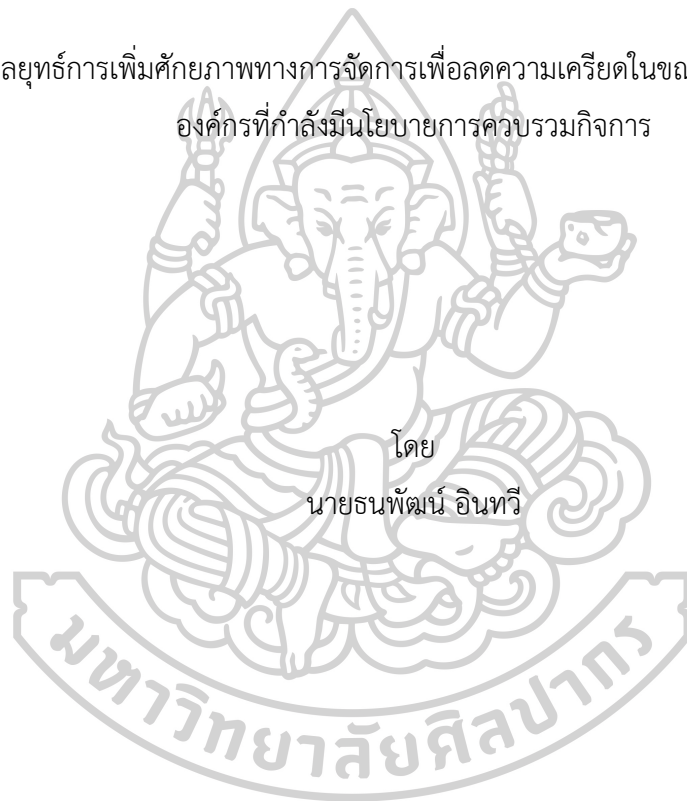 ลยุทธ์การเพิ่มศักยภาพทางการจัดการเพื่อลดความเครียดในขณ
องค์กรที่กำลังมีนโยบายการควบรวมกิจการ
โดย
นายธนพัฒน์ อินทวี
มหาวิทยาลัยศิลปากร